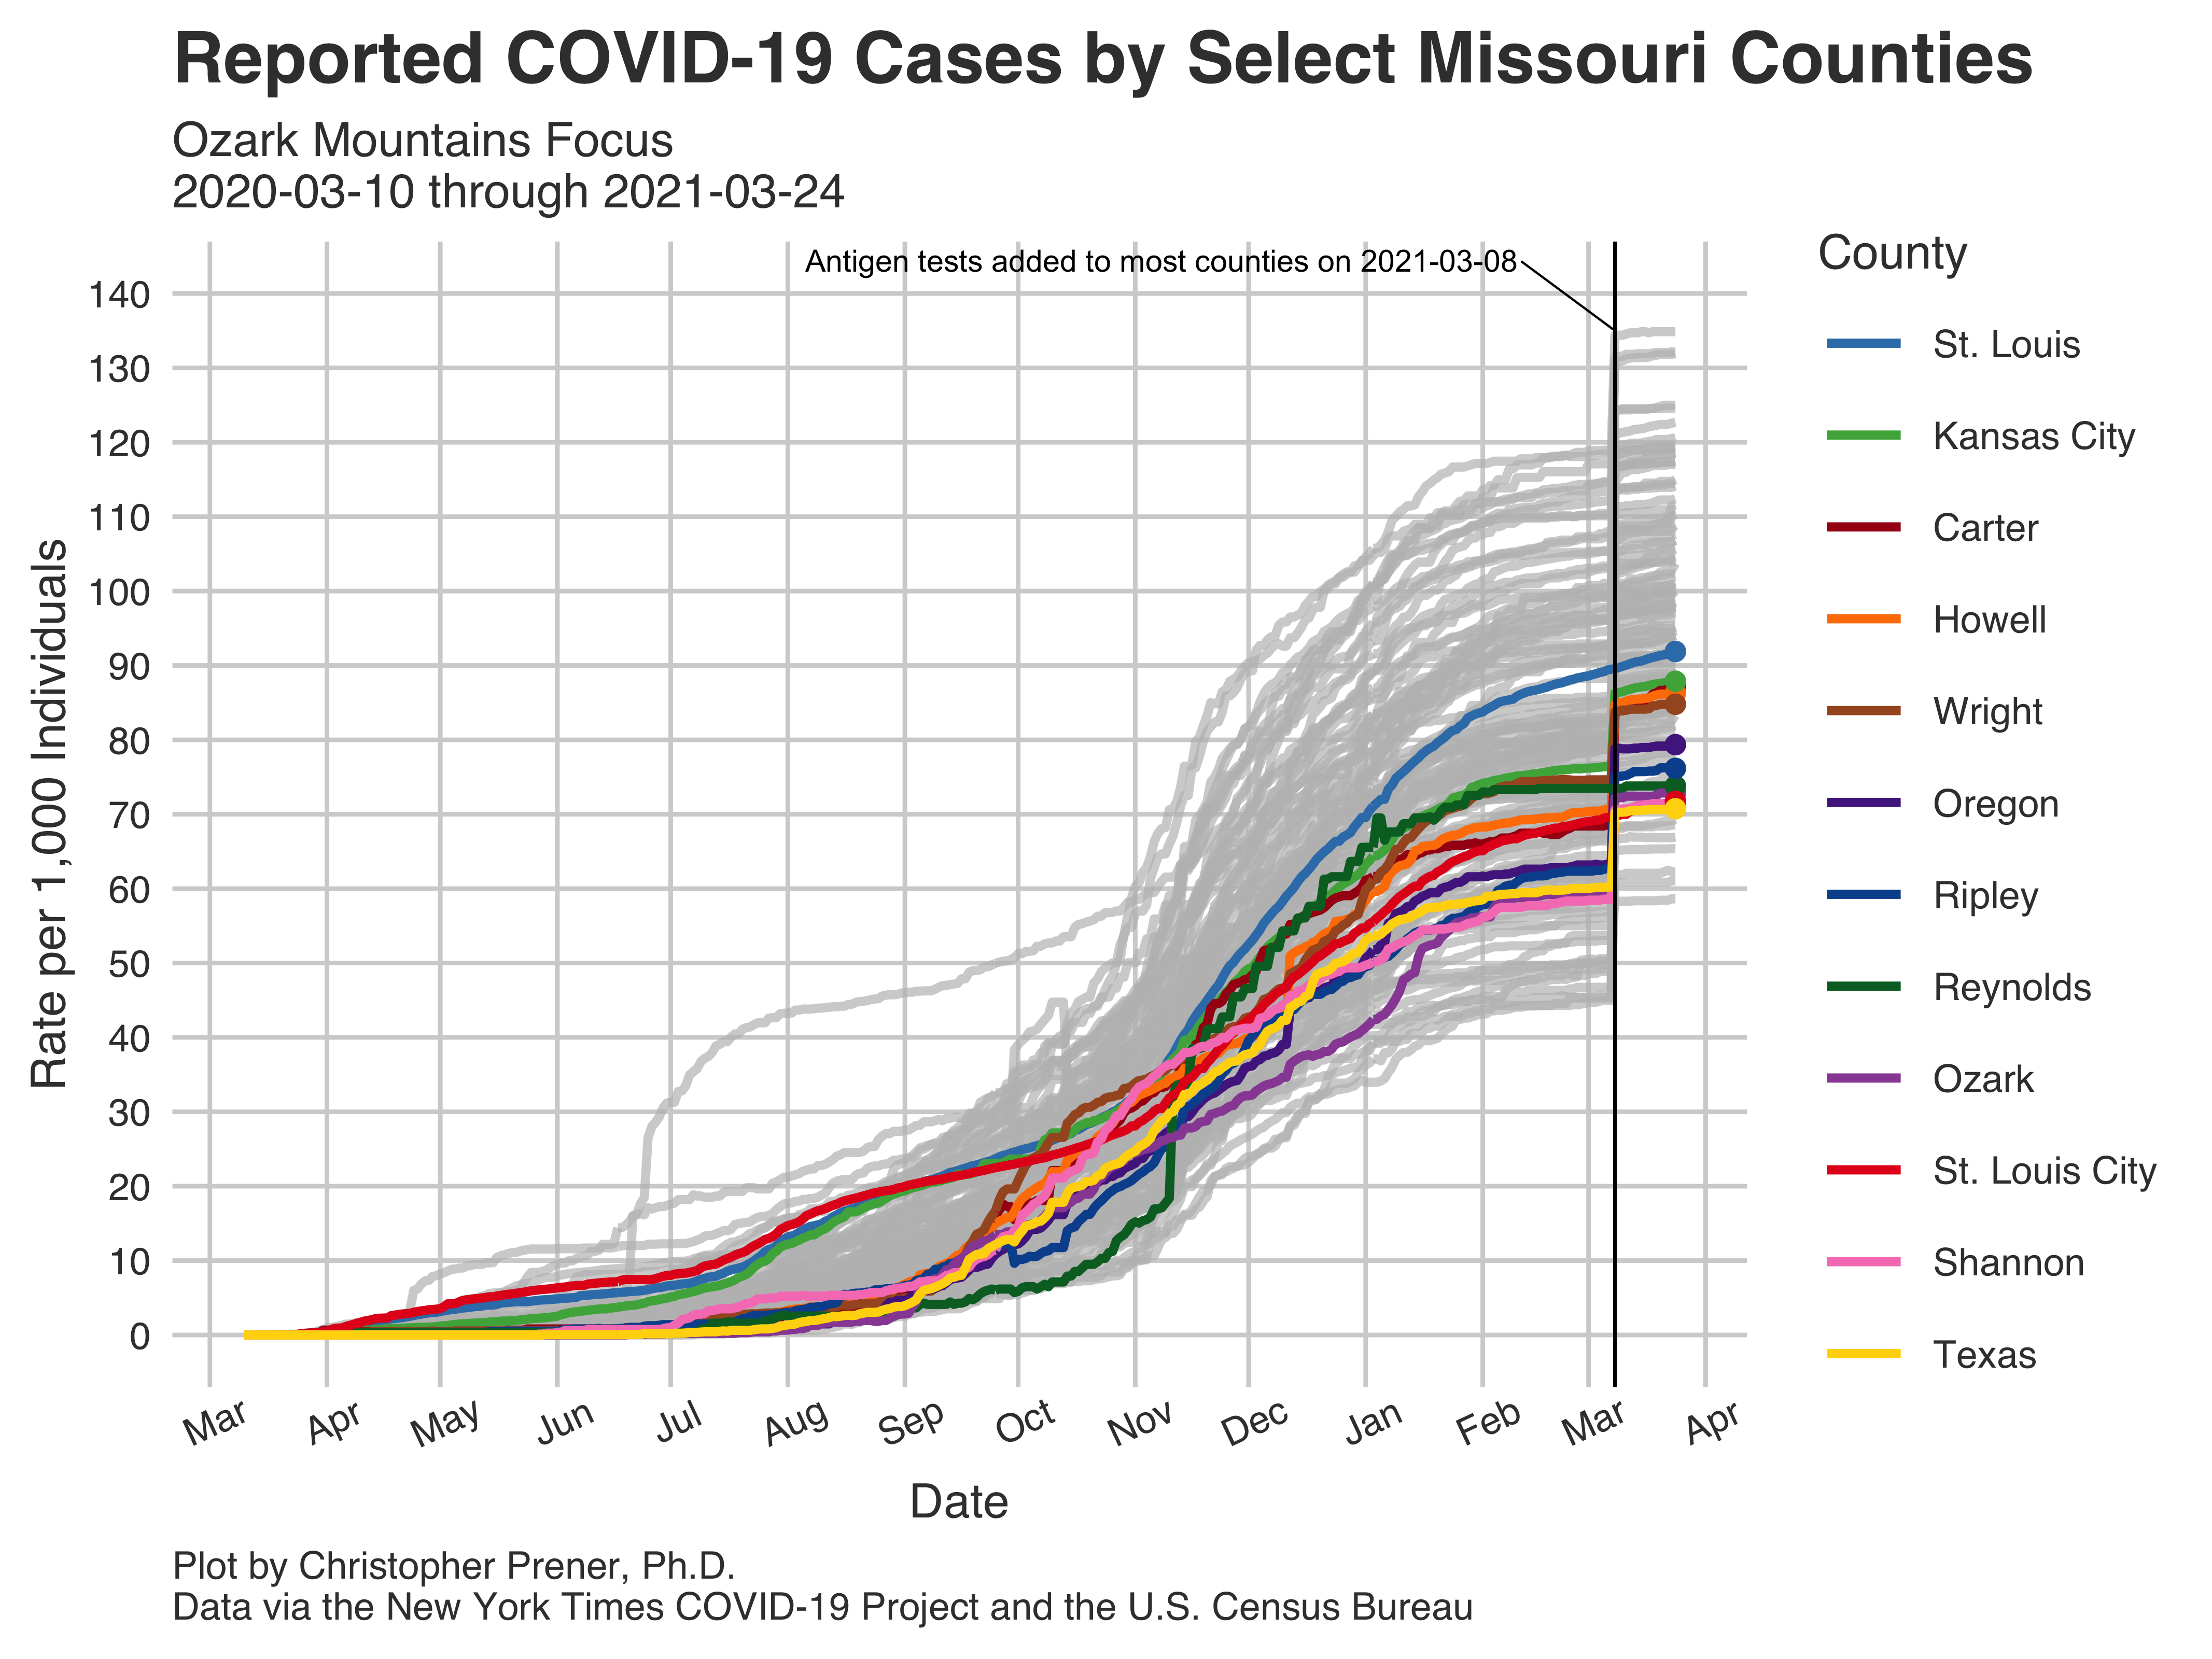 Reported COVID-19 Cases by Select Missouri Counties
Ozark Mountains Focus
2020-03-10 through 2021-03-24
Antigen tests added to most counties on 2021-03-08
Rate per 1,000 Individuals
140
130
120
110
100
90
80
70
60
50
40
30
20
10
0
Mar Apr May Jun Jul Aug Sep Oct Nov Dec Jan Feb Mar Apr
Date
County
St. Louis
Kansas City
Carter
Howell
Wright
Oregon
Ripley
Reynolds
Ozark
St. Louis City
Shannon
Texas
Plot by Christopher Prener, Ph.D.
Data via the New York Times COVID-19 Project and the U.S. Census Bureau